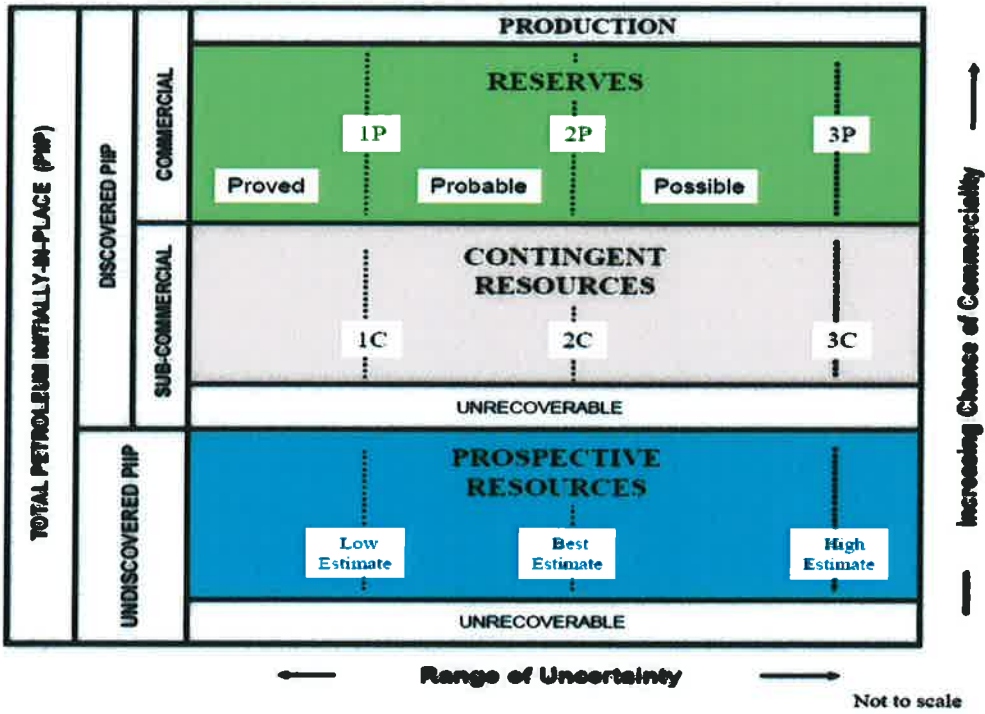 PRODUCTION
RESERVES
1P
2P
3P
Proved
Probable
Possible
CONTINGENT
RESOURCES
1C
2C
3C
UNRECOVERABLE
PROSPECTIVE
RESOURCES
Low
Estimate
Best
Estimate
High
Estimate
UNRECOVERABLE
TOTAL PETROLEUM INITIALLY-IN-PLACE (PIIP)
DISCOVERED PIIP
UNDISCOVERED PIIP
COMMERCIAL
SUB-COMMERCIAL
Increasing Chance of Commerciality
Range of Uncertainty
Not to scale